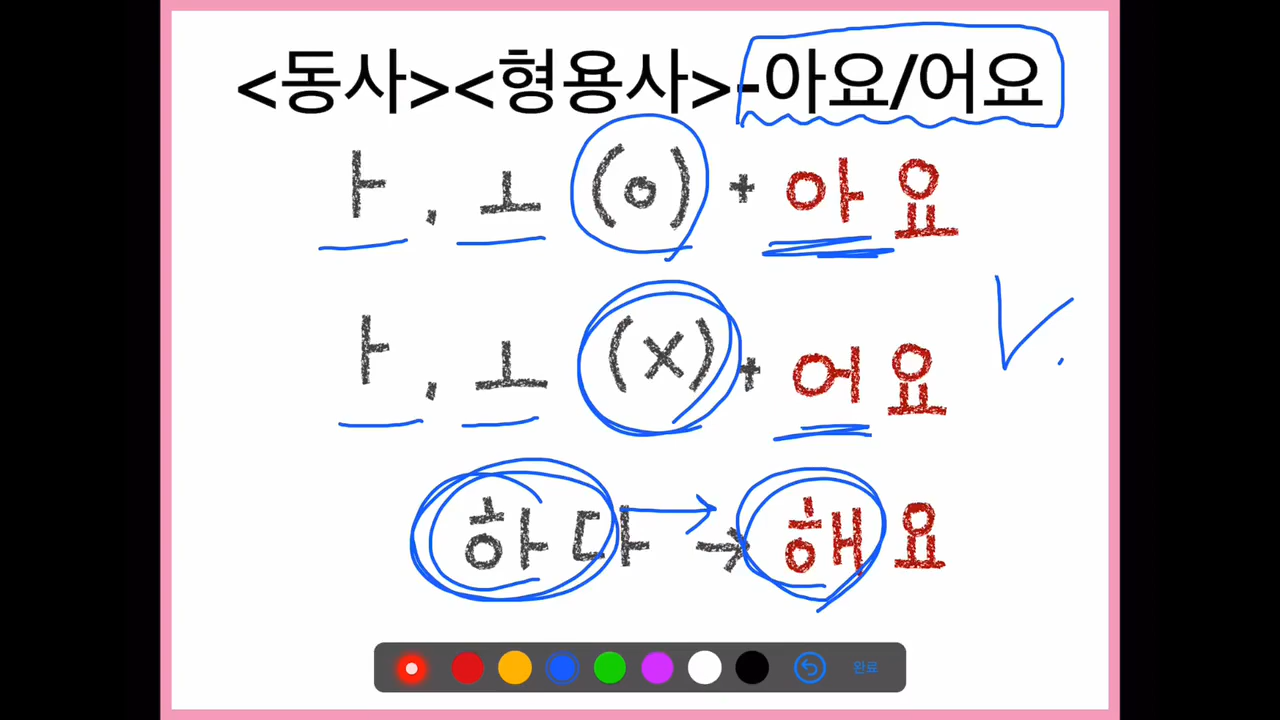 <동사><형용사>-아요/어요
ㅏ, ㅗ (o) + 아요
ㅏ, ㅗ (x) + 어요
하다 → 해요
완료